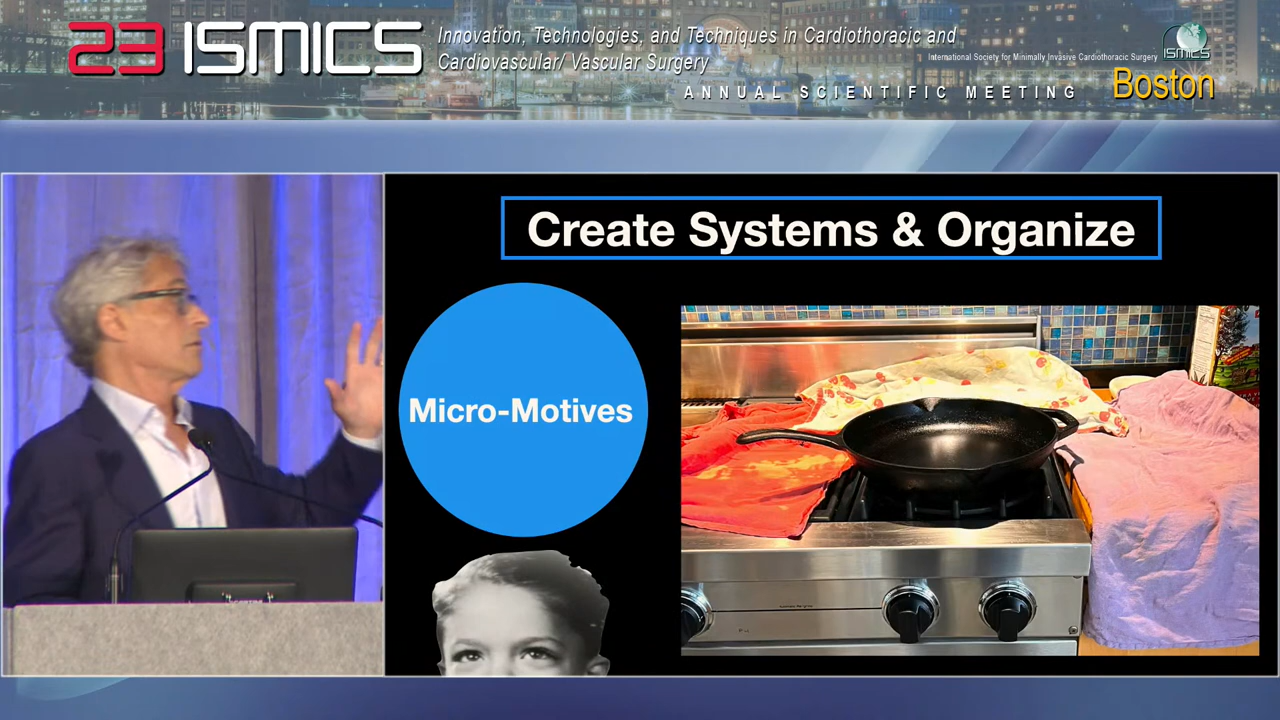 23 ISMICS
Innovation, Technologies, and Techniques in Cardiothoracic and
Cardiovascular/ Vascular Surgery
International Society for Minimally Invasive Cardiothoracic Surgery
ISMICS
ANNUAL SCIENTIFIC MEETING
Boston
Create Systems & Organize
Micro-Motives